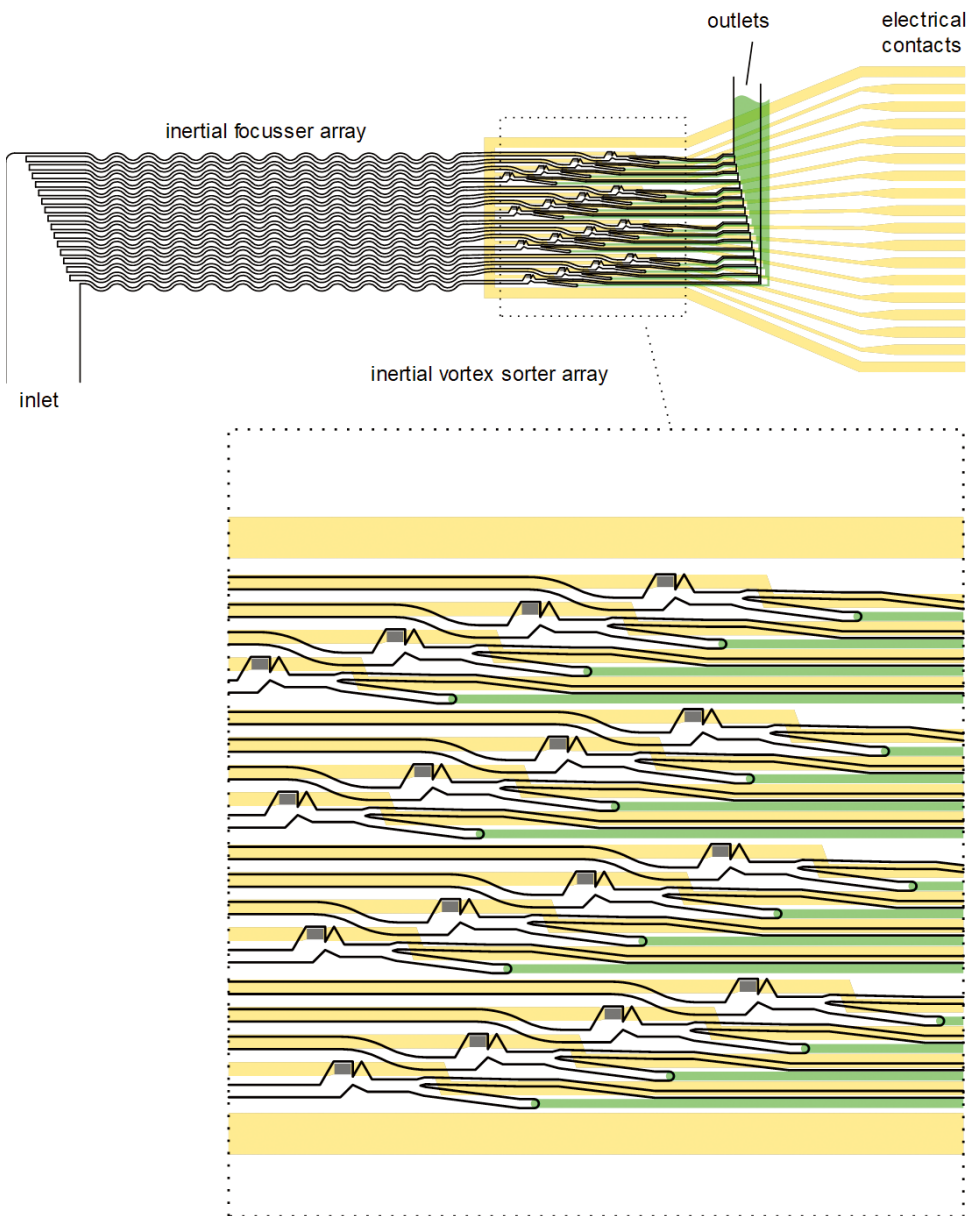 outlets
electrical
contacts
inertial focusser array
inertial vortex sorter array
inlet